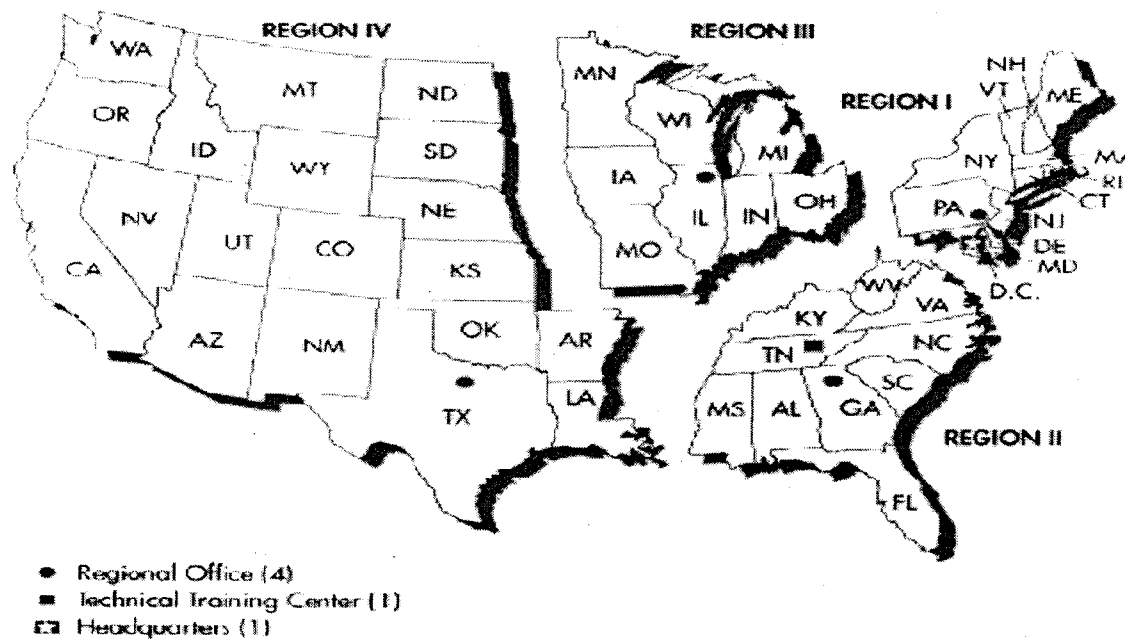 REGION IV
REGION III
WA
MT
ND
MN
NH
VT
ME
OR
REGION I
ID
SD
WI
MI
NY
WY
IA
RI
NV
NE
IL
IN
OH
PA
CT
UT
CO
NJ
MO
DE
CA
KS
MD
WV
D.C.
KY
VA
AZ
NM
OK
AR
TN
NC
SC
TX
LA
MS
AL
GA
REGION II
FL
Regional Office (4)
Technical Training Center (1)
Headquarters (1)